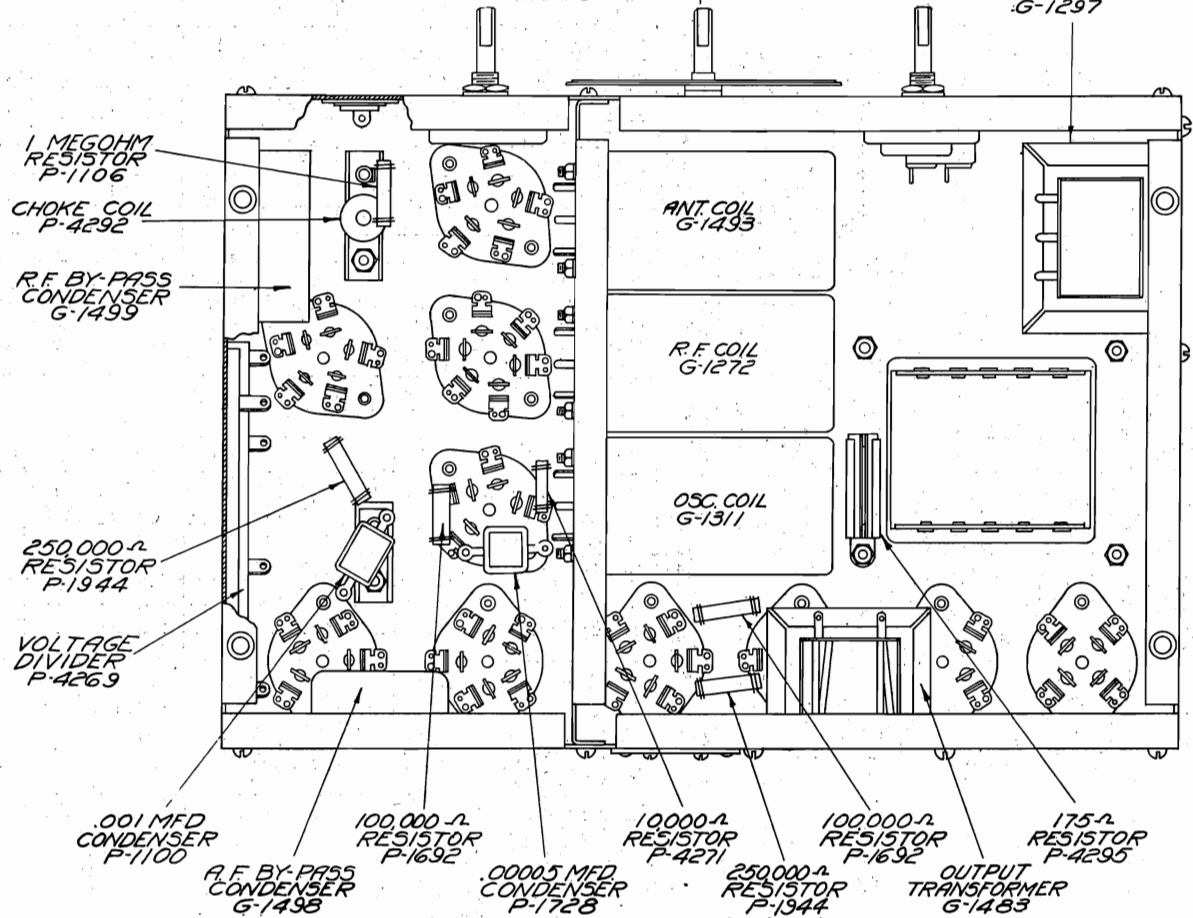 G-1297
1 MEGOHM
RESISTOR
P-1106
CHOKE COIL
P-4292
R.F. BY-PASS
CONDENSER
G-1499
ANT. COIL
G-1493
R.F. COIL
G-1272
OSC. COIL
G-1311
250,000 Ω
RESISTOR
P-1944
VOLTAGE
DIVIDER
P-4269
.001 MFD
CONDENSER
P-1100
A.F. BY-PASS
CONDENSER
G-1498
100,000 Ω
RESISTOR
P-1692
.00005 MFD
CONDENSER
P-1728
10,000 Ω
RESISTOR
P-4271
250,000 Ω
RESISTOR
P-1944
100,000 Ω
RESISTOR
P-1692
OUTPUT
TRANSFORMER
G-1483
175 Ω
RESISTOR
P-4295